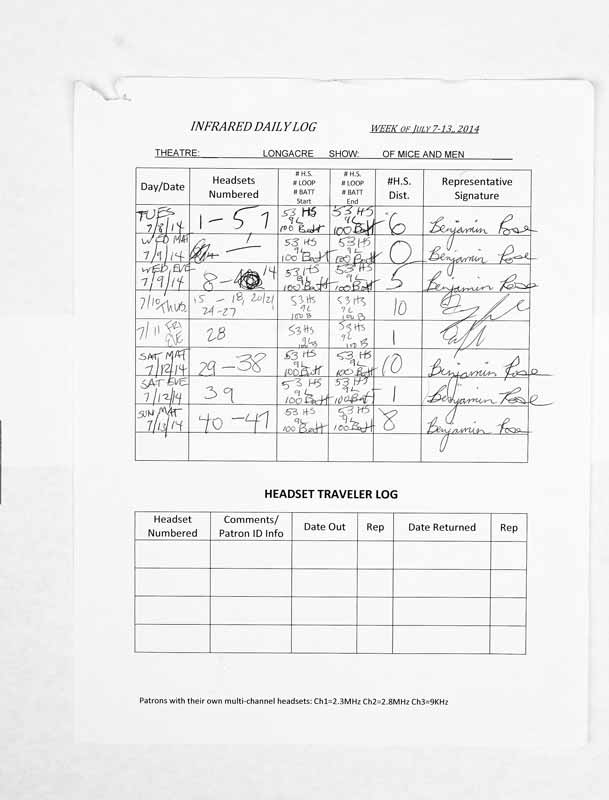 INFRARED DAILY LOG WEEK OF JULY 7-13, 2014
THEATRE: LONGACRE SHOW: OF MICE AND MEN
Day/Date Headsets Numbered # H.S. # LOOP # BATT Start # H.S. # LOOP # BATT End #H.S. Dist. Representative Signature
TUES 7/8/14 1-57 53 HS 9L 100 Batt 53 HS 9L 100 Batt 6 Benjamin Rose
WED MAT 7/9/14 53 HS 9L 100 Batt 53 HS 9L 100 Batt 0 Benjamin Rose
WED EVE 7/9/14 8-14 53 HS 9L 100 Batt 53 HS 9L 100 Batt 5 Benjamin Rose
7/10 THUR 15-18, 20/21 24-27 53 HS 9L 100 B 53 HS 9L 100 B 10
7/11 FRI EVE 28 53 HS 9L 100 B 53 HS 9L 100 B 1
SAT MAT 7/12/14 29-38 53 HS 9L 100 Batt 53 HS 9L 100 Batt 10 Benjamin Rose
SAT EVE 7/12/14 39 53 HS 9L 100 Batt 53 HS 9L 100 Batt 1 Benjamin Rose
SUN MAT 7/13/14 40-47 53 HS 9L 100 Batt 53 HS 9L 100 Batt 8 Benjamin Rose
HEADSET TRAVELER LOG
Headset Numbered Comments/ Patron ID Info Date Out Rep Date Returned Rep
Patrons with their own multi-channel headsets: Ch1=2.3MHz Ch2=2.8MHz Ch3=9KHz